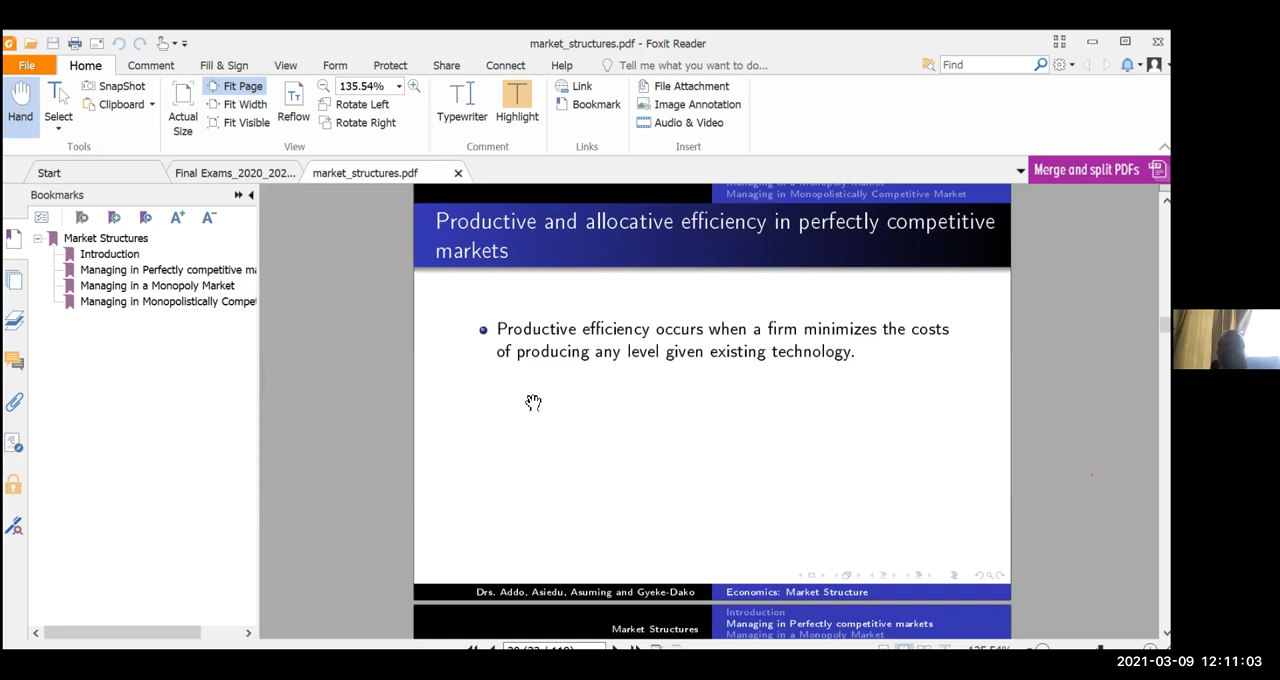 market_structures.pdf - Foxit Reader
File Home Comment View Fill & Sign Form Protect Share Connect Help Tell me what you want to do... Find
Hand
Select
SnapShot
Clipboard
Tools
Actual
Size
Fit Page
Fit Width
Fit Visible
Reflow
135.54%
Rotate Left
Rotate Right
View
Typewriter
Highlight
Comment
Link
Bookmark
Links
File Attachment
Image Annotation
Audio & Video
Insert
Start Final Exams_2020_202... market_structures.pdf Merge and split PDFs
Bookmarks
Market Structures
Introduction
Managing in Perfectly competitive ma
Managing in a Monopoly Market
Managing in Monopolistically Compet
Managing in a Monopoly Market
Managing in Monopolistically Competitive Market
Productive and allocative efficiency in perfectly competitive
markets
Productive efficiency occurs when a firm minimizes the costs
of producing any level given existing technology.
Drs. Addo, Asiedu, Asuming and Gyeke-Dako Economics: Market Structure
Market Structures
Introduction
Managing in Perfectly competitive markets
Managing in a Monopoly Market
135.54%
2021-03-09 12:11:03